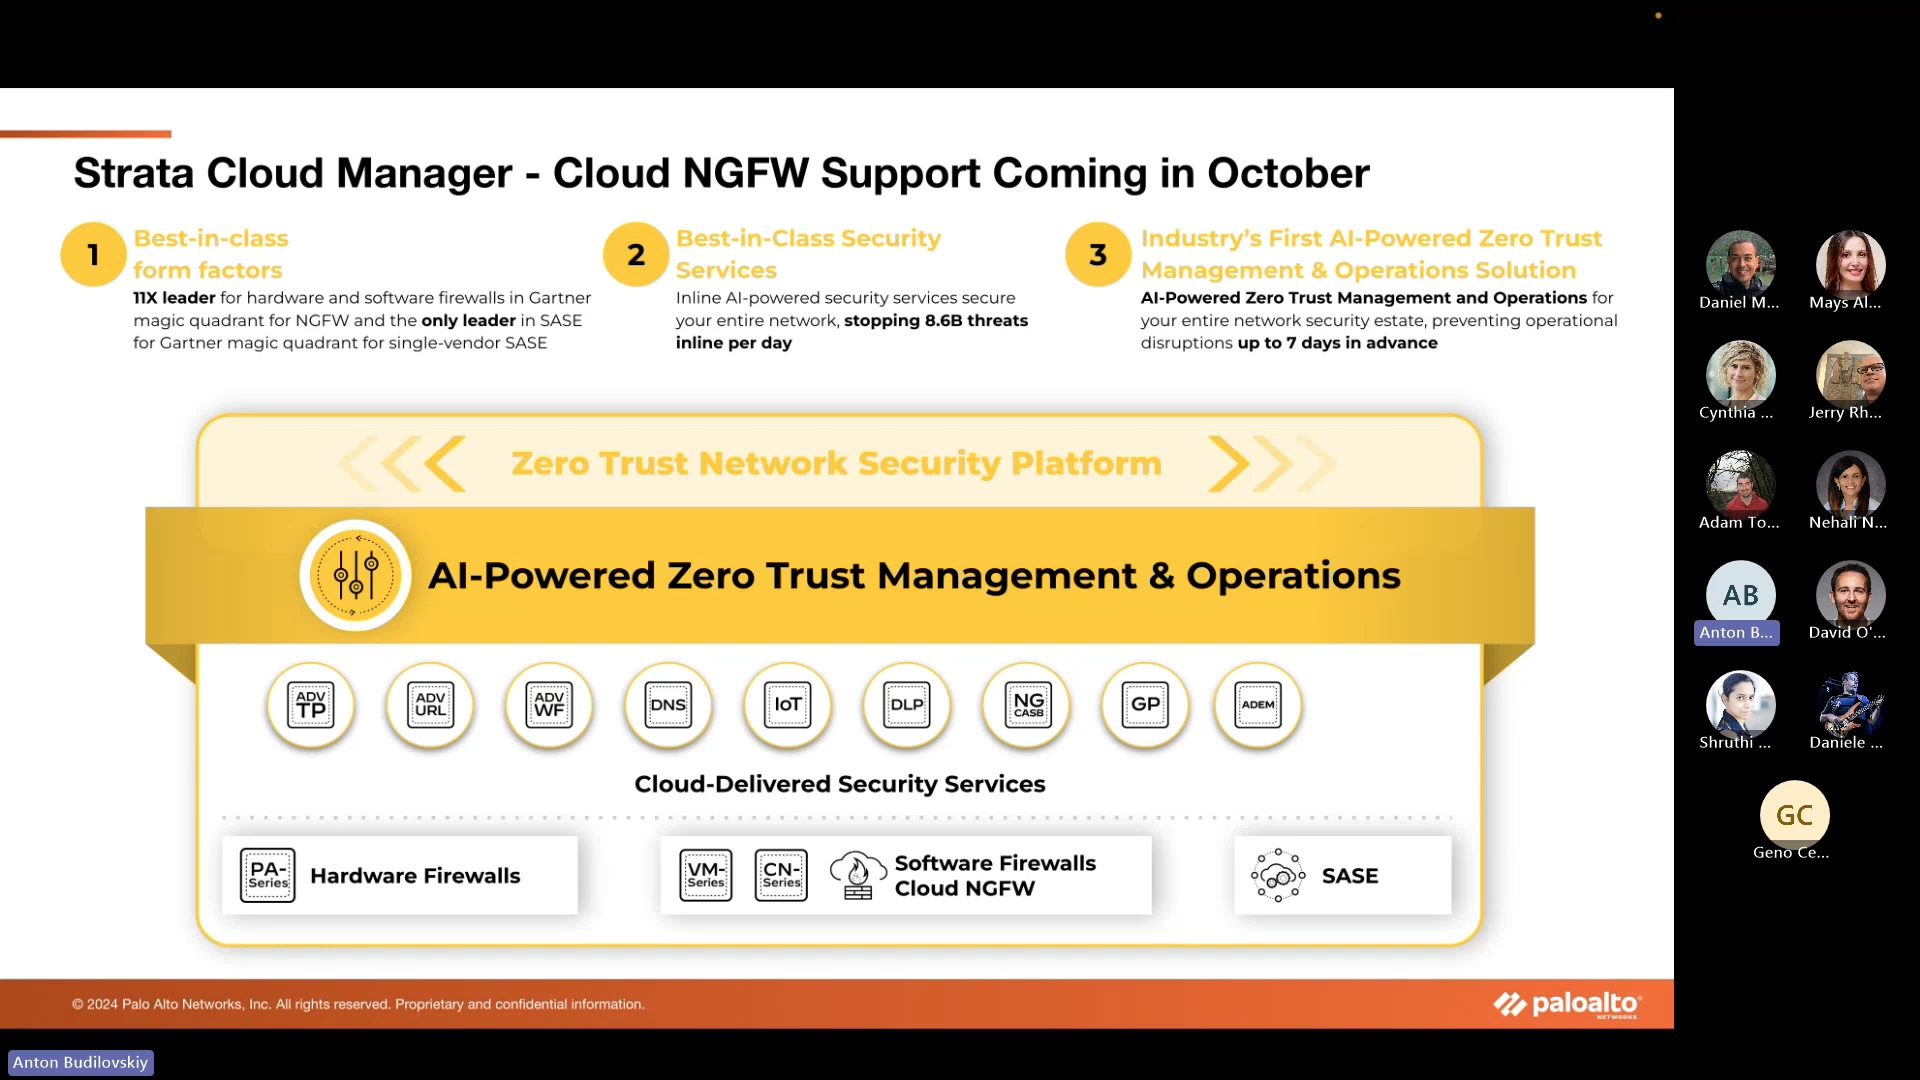 Strata Cloud Manager - Cloud NGFW Support Coming in October
1
Best-in-class
form factors
11X leader for hardware and software firewalls in Gartner
magic quadrant for NGFW and the only leader in SASE
for Gartner magic quadrant for single-vendor SASE
2
Best-in-Class Security
Services
Inline AI-powered security services secure
your entire network, stopping 8.6B threats
inline per day
3
Industry’s First AI-Powered Zero Trust
Management & Operations Solution
AI-Powered Zero Trust Management and Operations for
your entire network security estate, preventing operational
disruptions up to 7 days in advance
Zero Trust Network Security Platform
AI-Powered Zero Trust Management & Operations
ADV
TP
ADV
URL
ADV
WF
DNS
IoT
DLP
NG
CASB
GP
ADEM
Cloud-Delivered Security Services
PA-
Series
Hardware Firewalls
VM-
Series
CN-
Series
Software Firewalls
Cloud NGFW
SASE
© 2024 Palo Alto Networks, Inc. All rights reserved. Proprietary and confidential information.
paloalto
NETWORKS
Daniel M...
Mays Al...
Cynthia ...
Jerry Rh...
Adam To...
Nehali N...
AB
Anton B...
David O'...
Shruthi ...
Daniele ...
GC
Geno Ce...
Anton Budilovskiy